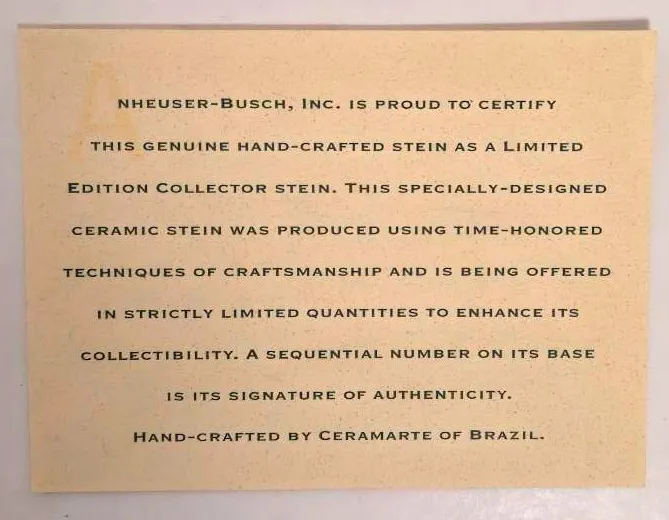 ANHEUSER-BUSCH, INC. IS PROUD TO CERTIFY
THIS GENUINE HAND-CRAFTED STEIN AS A LIMITED
EDITION COLLECTOR STEIN. THIS SPECIALLY-DESIGNED
CERAMIC STEIN WAS PRODUCED USING TIME-HONORED
TECHNIQUES OF CRAFTSMANSHIP AND IS BEING OFFERED
IN STRICTLY LIMITED QUANTITIES TO ENHANCE ITS
COLLECTIBILITY. A SEQUENTIAL NUMBER ON ITS BASE
IS ITS SIGNATURE OF AUTHENTICITY.
HAND-CRAFTED BY CERAMARTE OF BRAZIL.